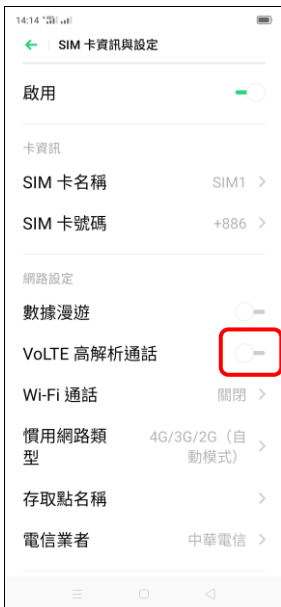 14:14
SIM 卡資訊與設定
啟用
卡資訊
SIM 卡名稱 SIM1
SIM 卡號碼 +886
網路設定
數據漫遊
VoLTE 高解析通話
Wi-Fi 通話 關閉
慣用網路類型 4G/3G/2G（自動模式）
存取點名稱
電信業者 中華電信